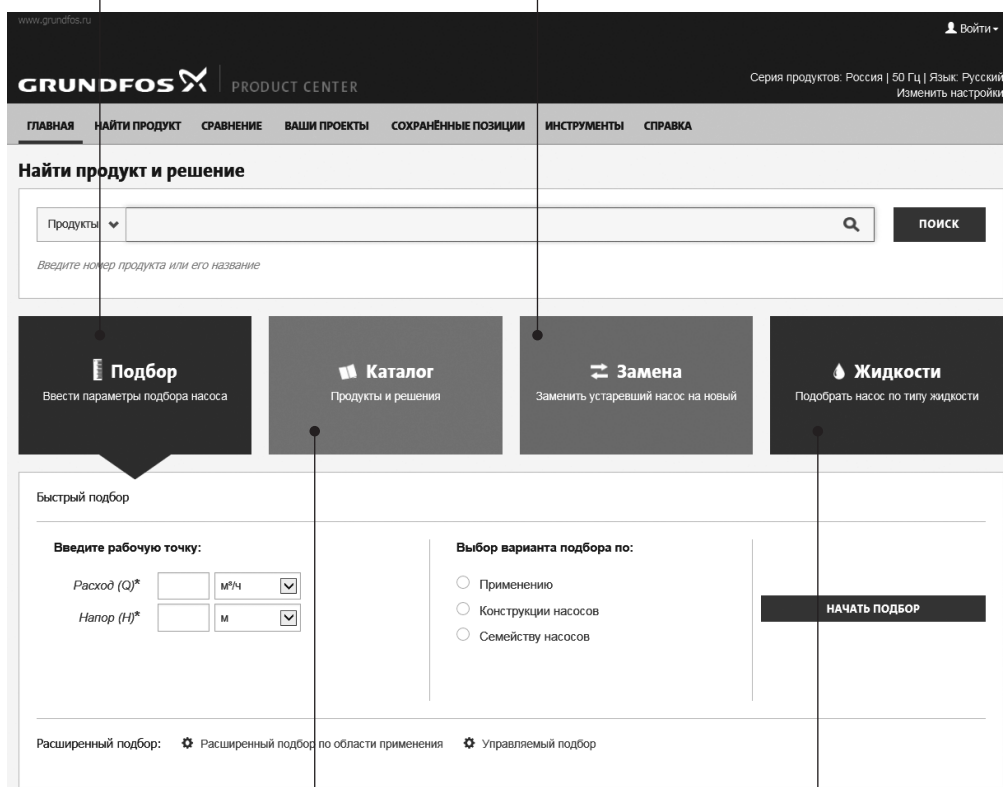 www.grundfos.ru
Войти
GRUNDFOS PRODUCT CENTER
Серия продуктов: Россия | 50 Гц | Язык: Русский
Изменить настройки
ГЛАВНАЯ НАЙТИ ПРОДУКТ СРАВНЕНИЕ ВАШИ ПРОЕКТЫ СОХРАНЁННЫЕ ПОЗИЦИИ ИНСТРУМЕНТЫ СПРАВКА
Найти продукт и решение
Продукты
ПОИСК
Введите номер продукта или его название
Подбор
Ввести параметры подбора насоса
Каталог
Продукты и решения
Замена
Заменить устаревший насос на новый
Жидкости
Подобрать насос по типу жидкости
Быстрый подбор
Введите рабочую точку:
Расход (Q)* м³/ч
Напор (H)* м
Выбор варианта подбора по:
Применению
Конструкции насосов
Семейству насосов
НАЧАТЬ ПОДБОР
Расширенный подбор: Расширенный подбор по области применения Управляемый подбор